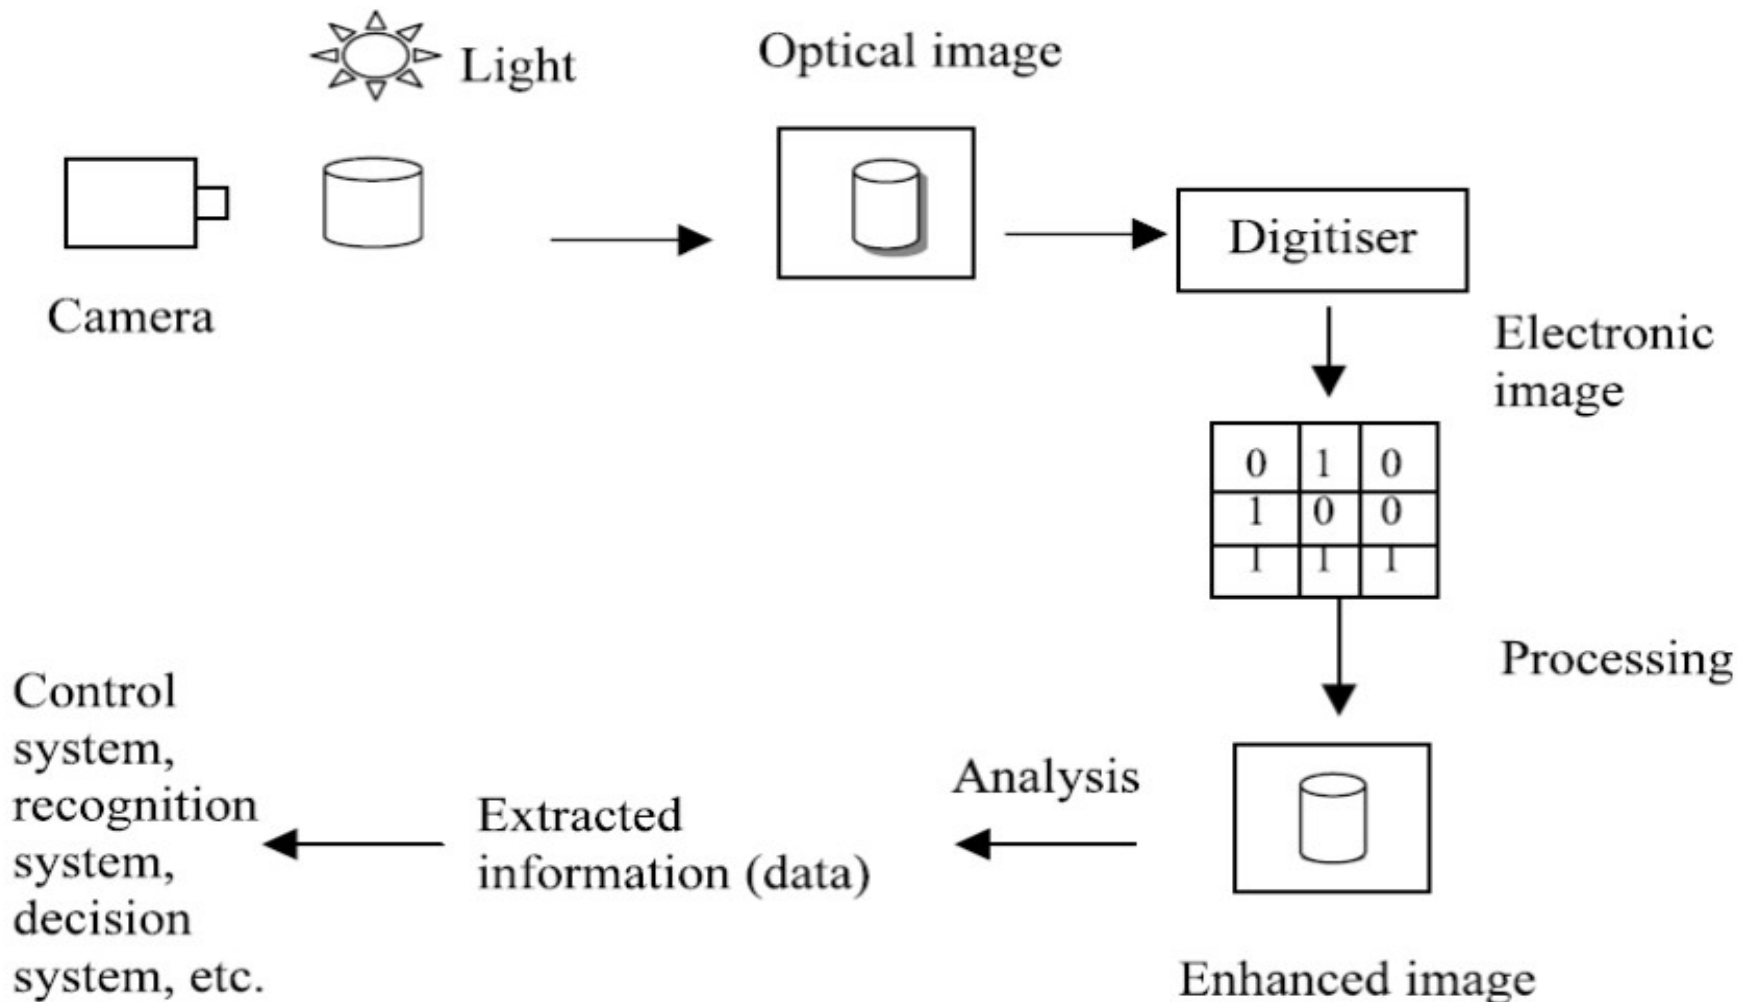 Light
Optical image
Camera
Digitiser
Electronic
image
0 1 0
1 0 0
1 1 1
Processing
Enhanced image
Analysis
Extracted
information (data)
Control
system,
recognition
system,
decision
system, etc.